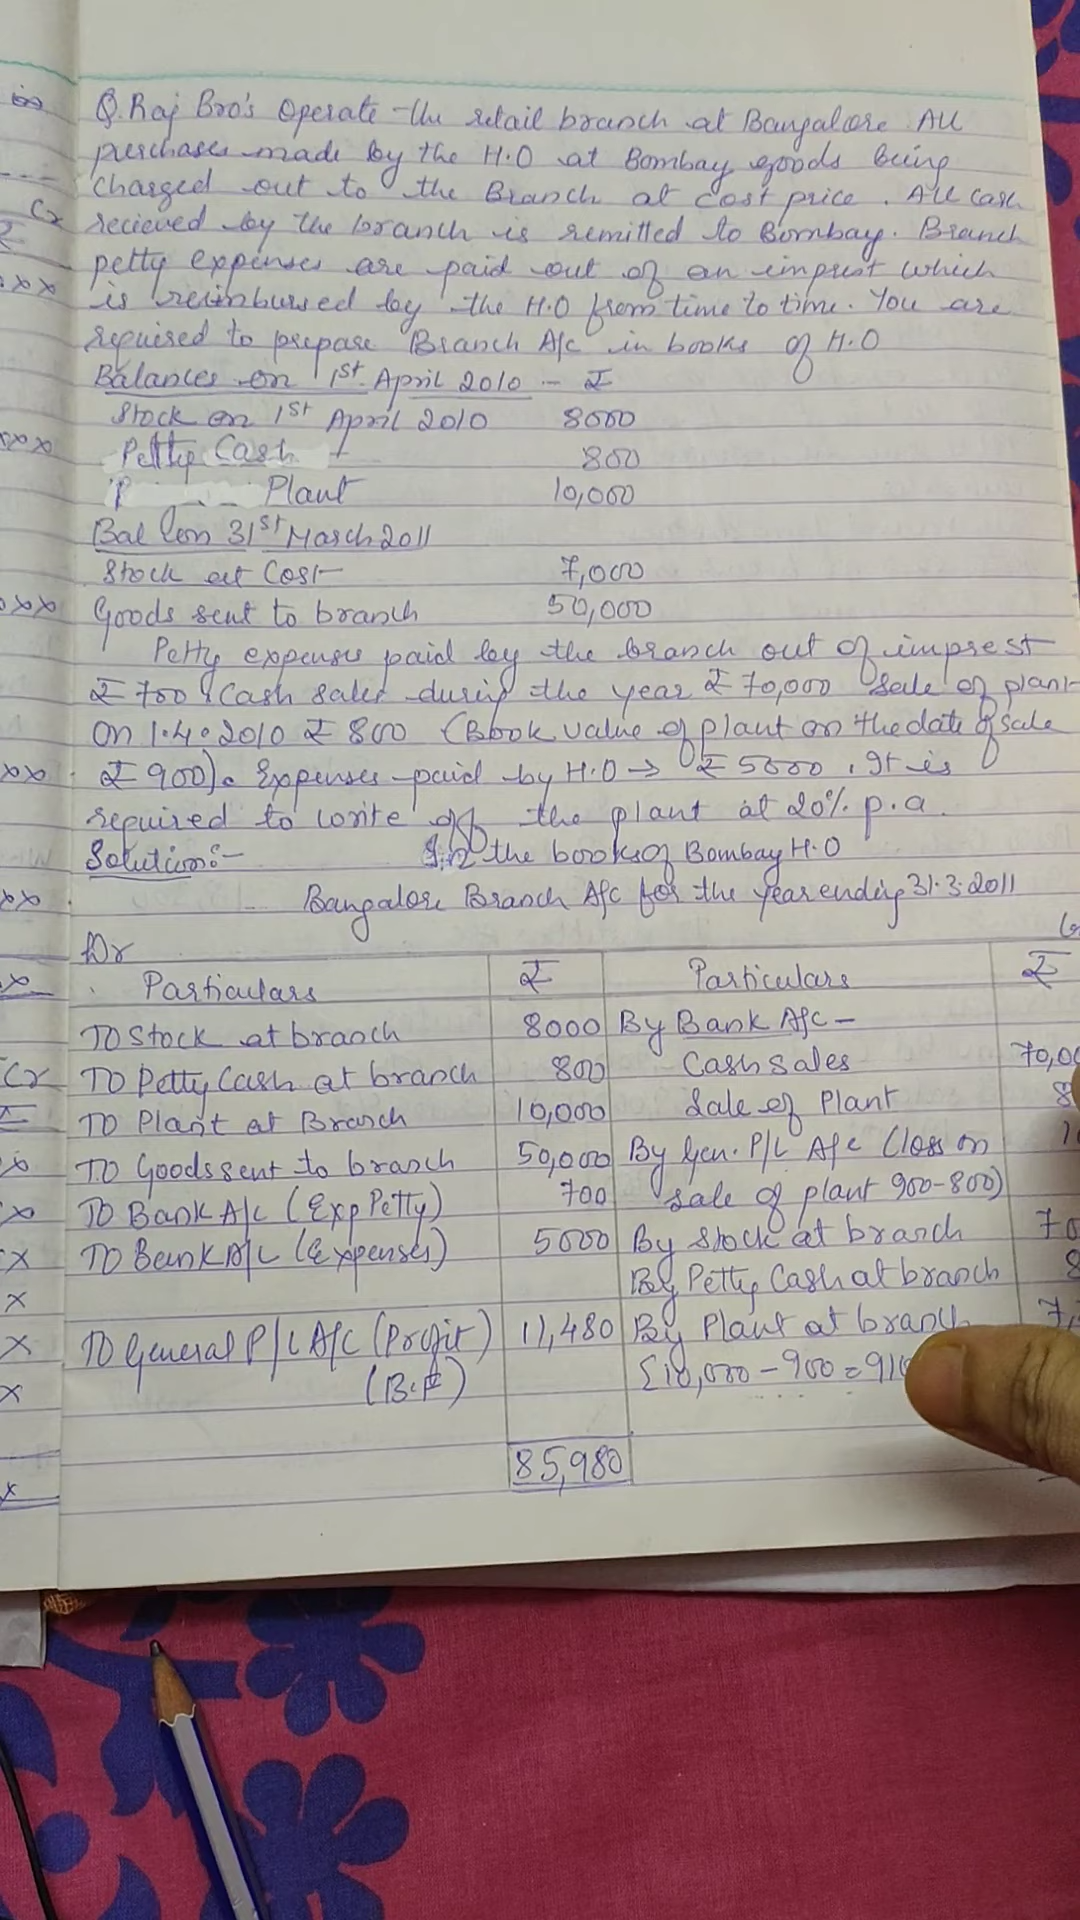 Q. Raj Bro's Operate the retail branch at Bangalore. All
purchases made by the H.O at Bombay goods being
charged out to the Branch at cost price. All cash
recieved by the branch is remitted to Bombay. Branch
petty expenses are paid out of an imprest which
is reimbursed by the H.O from time to time. You are
required to prepare Branch A/c in books of H.O
Balances on 1st April 2010 - ₹
Stock on 1st April 2010 8000
Petty Cash 800
Plant 10,000
Bal on 31st March 2011
Stock at Cost 7,000
Goods sent to branch 50,000
Petty expenses paid by the branch out of imprest
₹ 700 Cash sales during the year ₹ 70,000 Sale of plant
on 1.4.2010 ₹ 800 (Book value of plant on the date of sale
₹ 900). Expenses paid by H.O → ₹ 5000. It is
required to write off the plant at 20% p.a.
Solution:- In the books of Bombay H.O
Bangalore Branch A/c for the year ending 31.3.2011
Dr
Particulars ₹ Particulars ₹
TO Stock at branch 8000 By Bank A/c -
TO Petty Cash at branch 800 Cash sales
TO Plant at Branch 10,000 Sale of Plant
TO Goods sent to branch 50,000 By Gen. P/L A/c (loss on
TO Bank A/c (Exp Petty) 700 sale of plant 900-800)
TO Bank A/c (Expenses) 5000 By Stock at branch
By Petty Cash at branch
TO General P/L A/c (Profit) 11,480 By Plant at branch
(B.F) {10,000 - 900 =
85,980